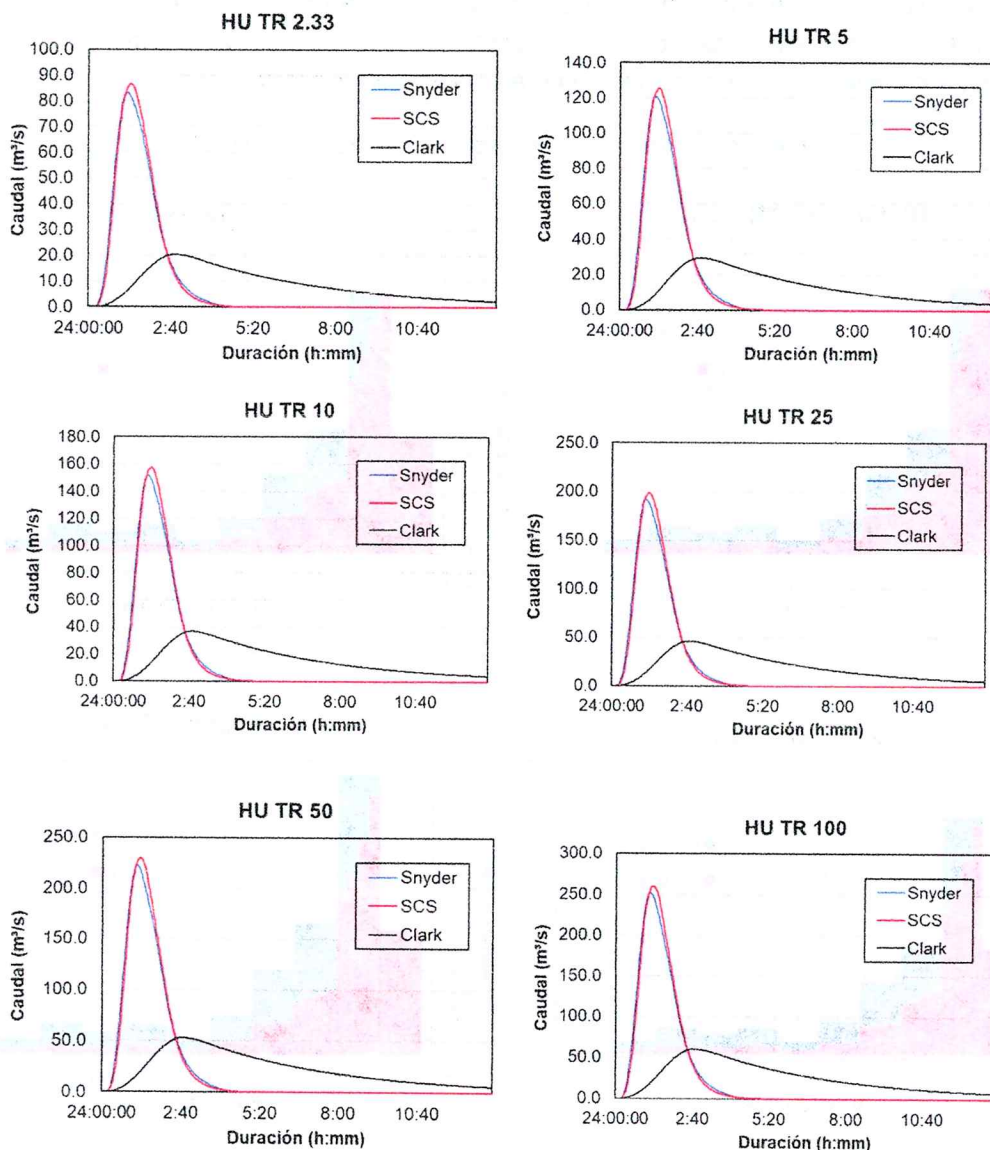 HU TR 2.33
100.0
90.0
80.0
70.0
60.0
50.0
40.0
30.0
20.0
10.0
0.0
Caudal (m³/s)
Snyder
SCS
Clark
24:00:00 2:40 5:20 8:00 10:40
Duración (h:mm)
HU TR 5
140.0
120.0
100.0
80.0
60.0
40.0
20.0
0.0
Caudal (m³/s)
Snyder
SCS
Clark
24:00:00 2:40 5:20 8:00 10:40
Duración (h:mm)
HU TR 10
180.0
160.0
140.0
120.0
100.0
80.0
60.0
40.0
20.0
0.0
Caudal (m³/s)
Snyder
SCS
Clark
24:00:00 2:40 5:20 8:00 10:40
Duración (h:mm)
HU TR 25
250.0
200.0
150.0
100.0
50.0
0.0
Caudal (m³/s)
Snyder
SCS
Clark
24:00:00 2:40 5:20 8:00 10:40
Duración (h:mm)
HU TR 50
250.0
200.0
150.0
100.0
50.0
0.0
Caudal (m³/s)
Snyder
SCS
Clark
24:00:00 2:40 5:20 8:00 10:40
Duración (h:mm)
HU TR 100
300.0
250.0
200.0
150.0
100.0
50.0
0.0
Caudal (m³/s)
Snyder
SCS
Clark
24:00:00 2:40 5:20 8:00 10:40
Duración (h:mm)